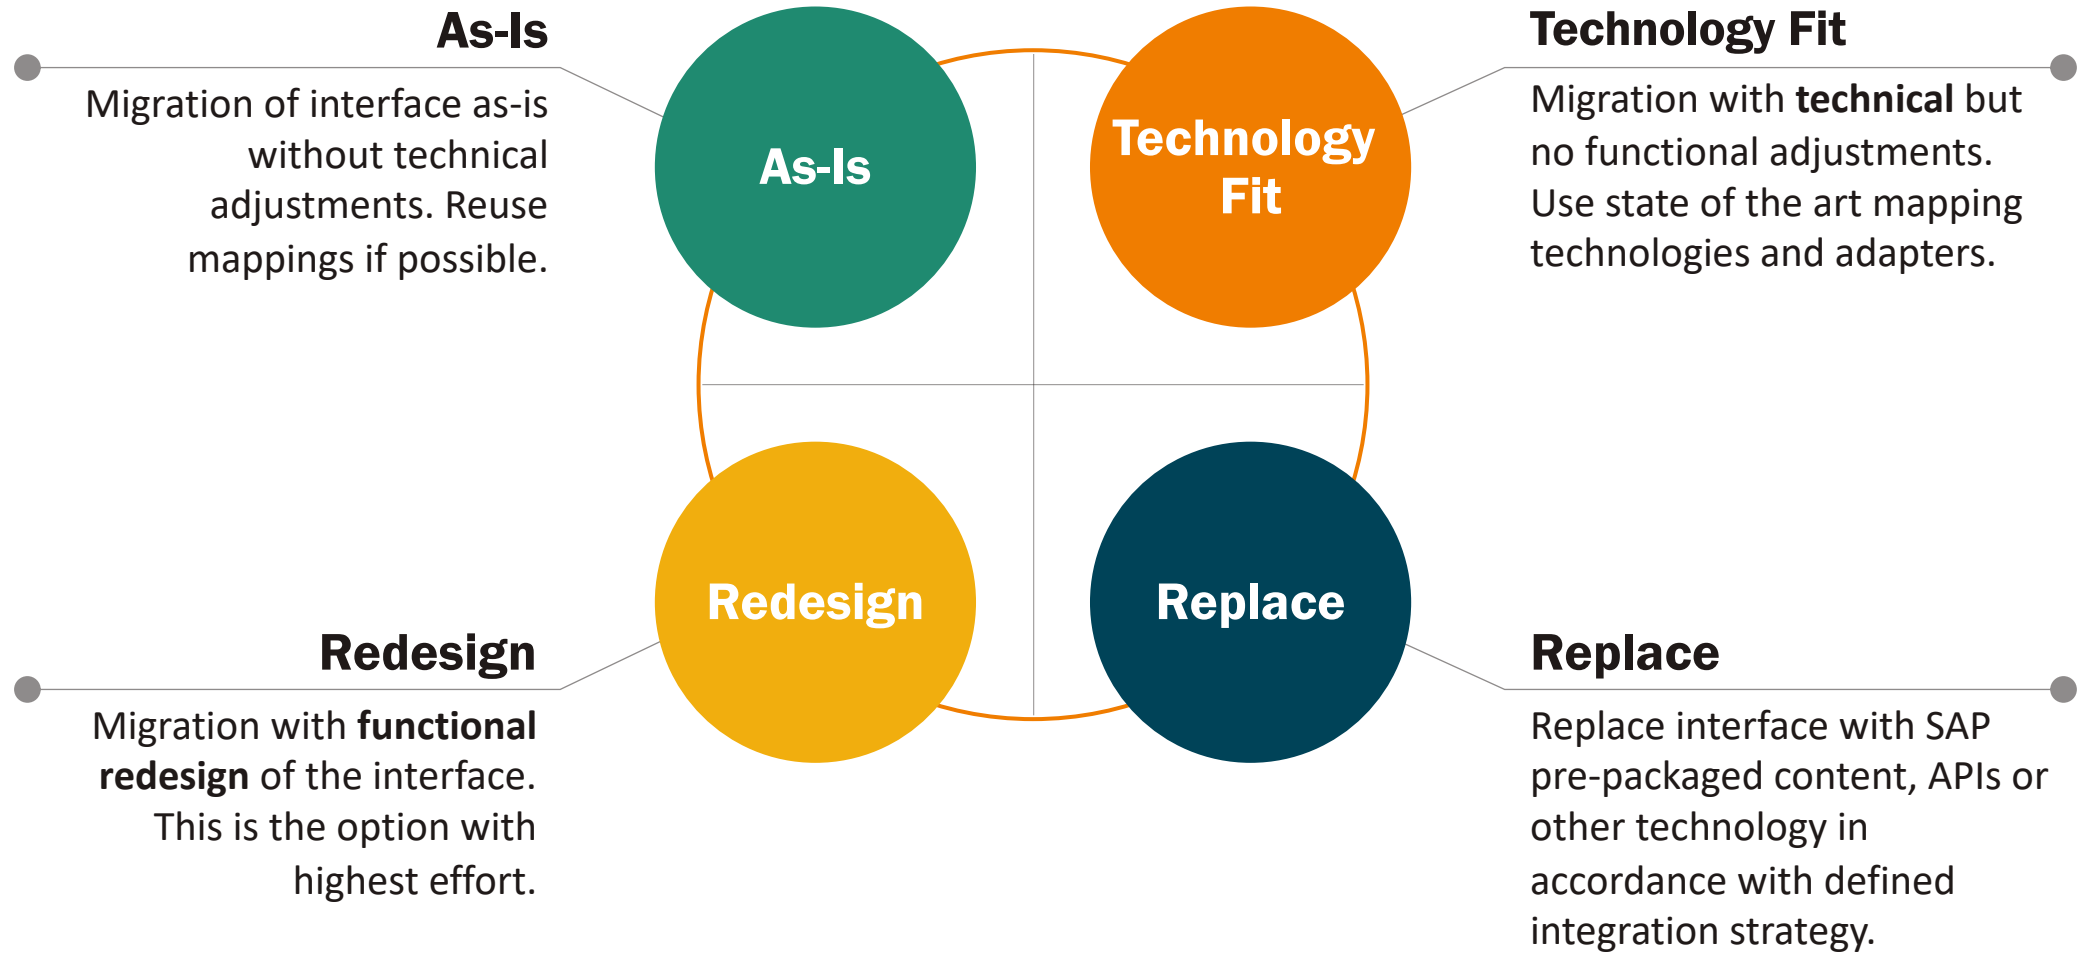 As-Is
Migration of interface as-is
without technical
adjustments. Reuse
mappings if possible.
As-Is
Technology
Fit
Technology Fit
Migration with technical but
no functional adjustments.
Use state of the art mapping
technologies and adapters.
Redesign
Migration with functional
redesign of the interface.
This is the option with
highest effort.
Redesign
Replace
Replace
Replace interface with SAP
pre-packaged content, APIs or
other technology in
accordance with defined
integration strategy.